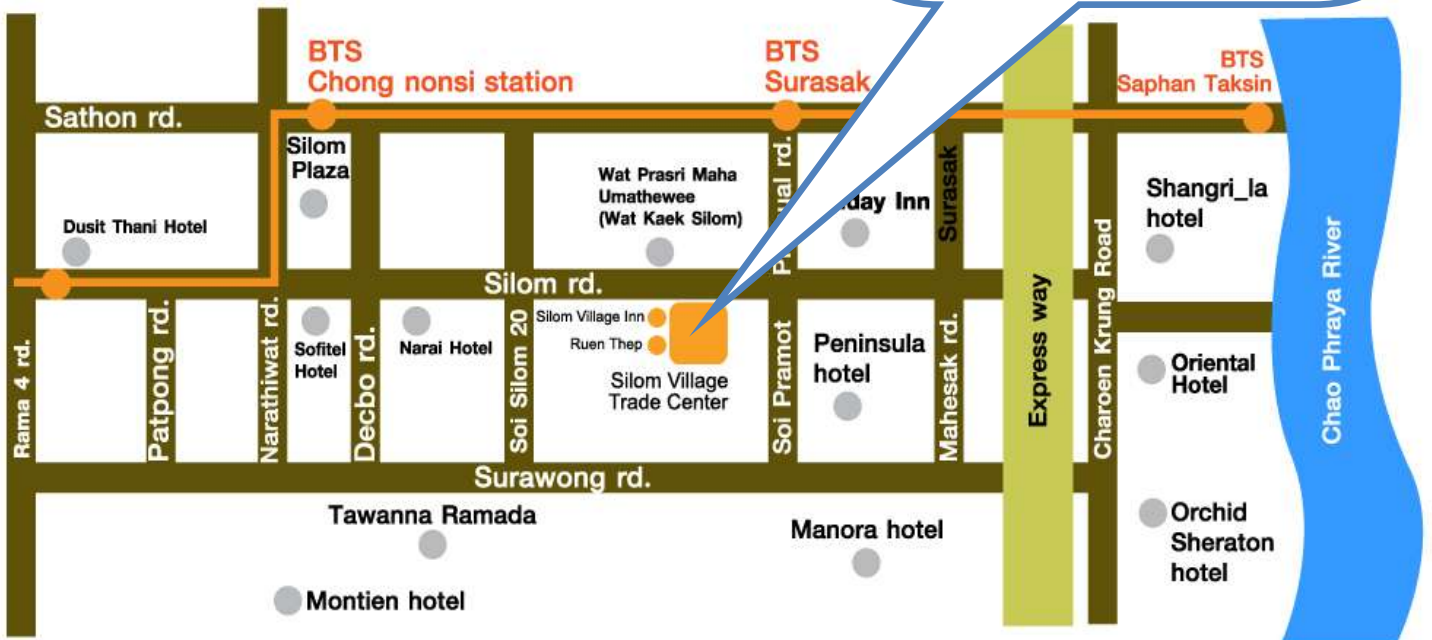 BTS
Chong nonsi station
BTS
Surasak
BTS
Saphan Taksin
Sathon rd.
Silom
Plaza
Wat Prasri Maha
Umathewee
(Wat Kaek Silom)
rd.
Inn
Surasak
Shangri_la
hotel
Dusit Thani Hotel
Silom rd.
Rama 4 rd.
Patpong rd.
Narathiwat rd.
Sofitel
Hotel
Decbo rd.
Narai Hotel
Soi Silom 20
Silom Village Inn
Ruen Thep
Silom Village
Trade Center
Soi Pramot
Peninsula
hotel
Mahesak rd.
Express way
Charoen Krung Road
Oriental
Hotel
Chao Phraya River
Surawong rd.
Tawanna Ramada
Manora hotel
Orchid
Sheraton
hotel
Montien hotel